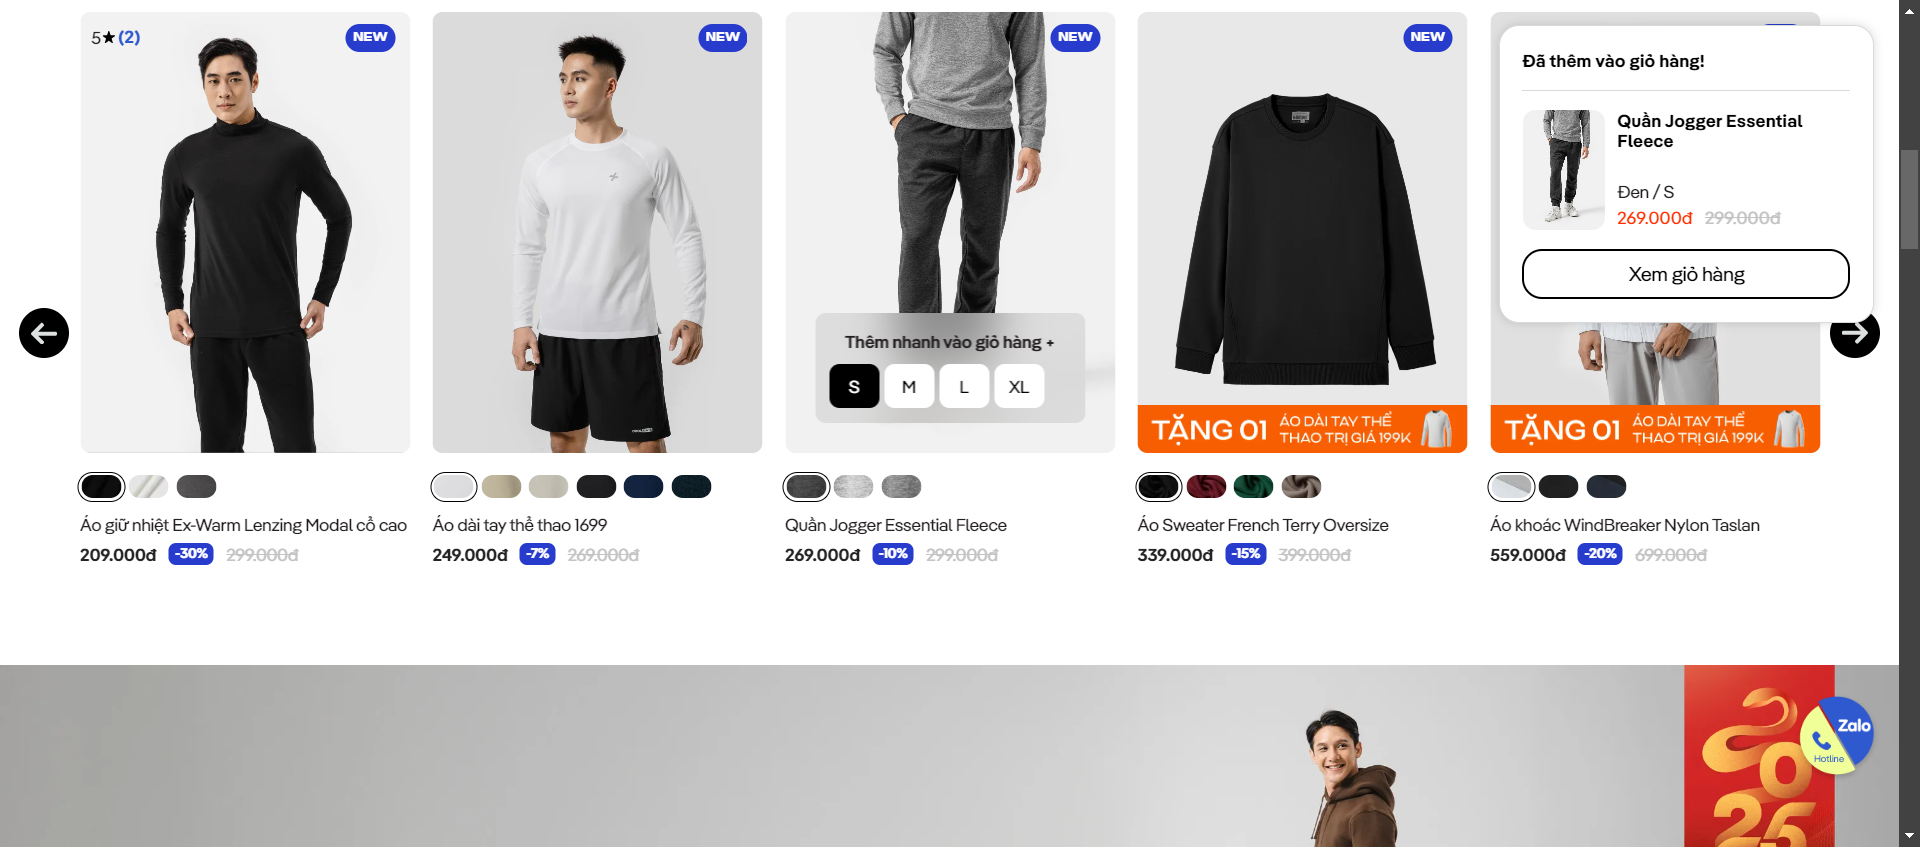 5★(2)
NEW
NEW
NEW
NEW
Đã thêm vào giỏ hàng!
Quần Jogger Essential
Fleece
Đen / S
269.000đ 299.000đ
Xem giỏ hàng
Thêm nhanh vào giỏ hàng +
S M L XL
TẶNG 01 ÁO DÀI TAY THỂ
THAO TRỊ GIÁ 199K
TẶNG 01 ÁO DÀI TAY THỂ
THAO TRỊ GIÁ 199K
Áo giữ nhiệt Ex-Warm Lenzing Modal cổ cao
209.000đ -30% 299.000đ
Áo dài tay thể thao 1699
249.000đ -7% 269.000đ
Quần Jogger Essential Fleece
269.000đ -10% 299.000đ
Áo Sweater French Terry Oversize
339.000đ -15% 399.000đ
Áo khoác WindBreaker Nylon Taslan
559.000đ -20% 699.000đ
2025
Zalo
Hotline